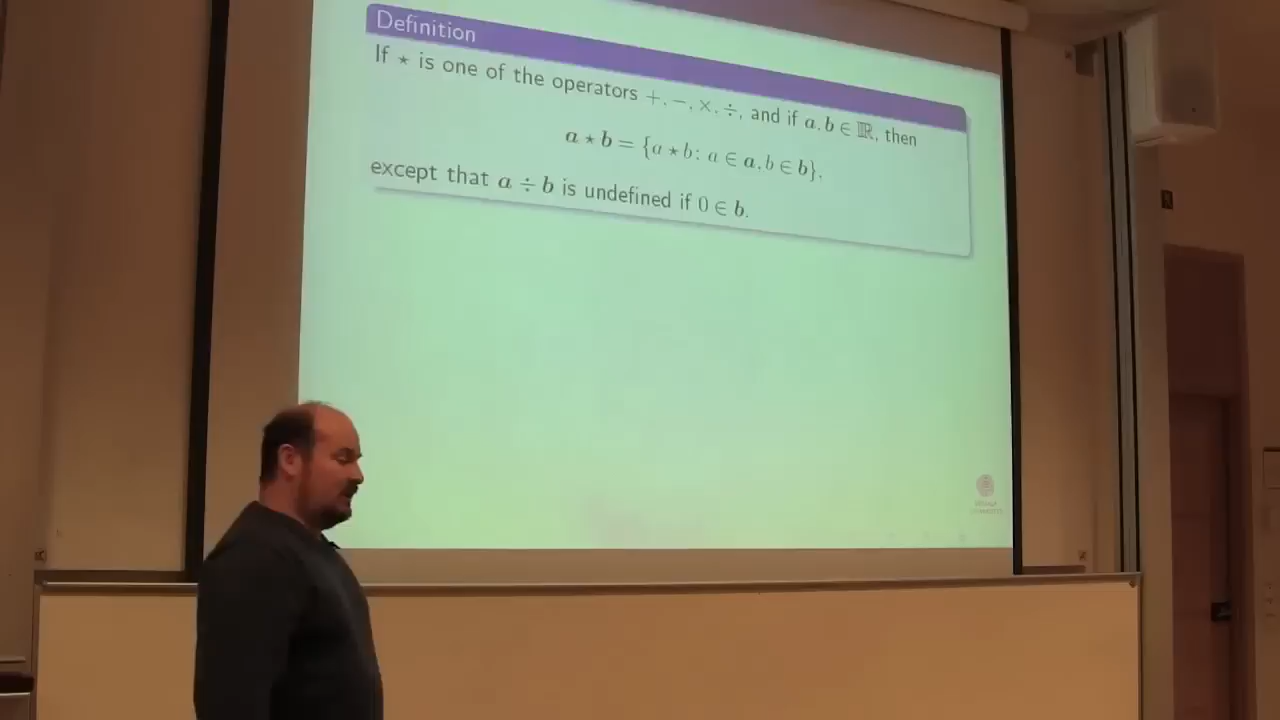 Definition
If ⋆ is one of the operators +, −, ×, ÷, and if a, b ∈ 𝕀ℝ, then
a ⋆ b = {a ⋆ b : a ∈ a, b ∈ b},
except that a ÷ b is undefined if 0 ∈ b.